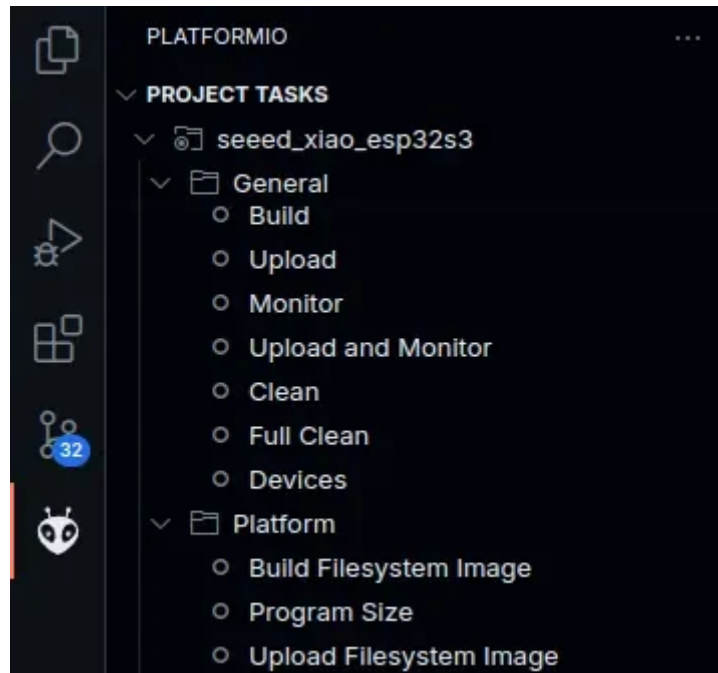 PLATFORMIO
PROJECT TASKS
seeed_xiao_esp32s3
General
Build
Upload
Monitor
Upload and Monitor
Clean
Full Clean
32
Devices
Platform
Build Filesystem Image
Program Size
Upload Filesystem Image